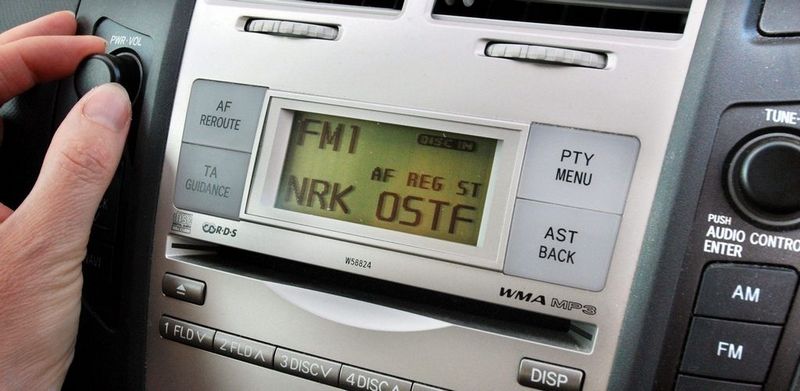 PWR·VOL
AF
REROUTE
TA
GUIDANCE
FM1
DISC IN
AF REG ST
NRK OSTF
PTY
MENU
AST
BACK
TUNE-
PUSH
AUDIO CONTRO
ENTER
AM
FM
R·D·S
W58824
WMA MP3
1 FLD
2 FLD
3 DISC
4 DISC
DISP